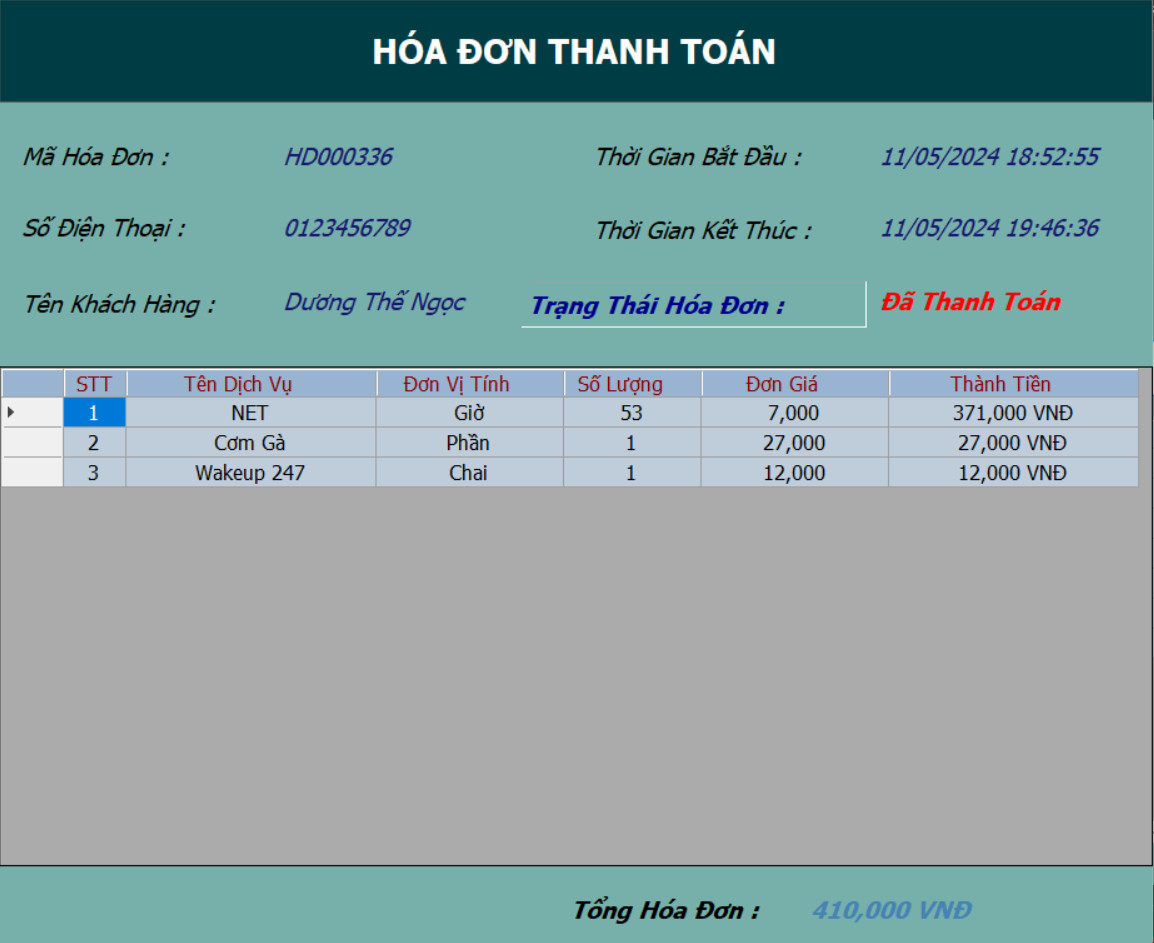 HÓA ĐƠN THANH TOÁN
Mã Hóa Đơn : HD000336 Thời Gian Bắt Đầu : 11/05/2024 18:52:55
Số Điện Thoại : 0123456789 Thời Gian Kết Thúc : 11/05/2024 19:46:36
Tên Khách Hàng : Dương Thế Ngọc Trạng Thái Hóa Đơn : Đã Thanh Toán
STT Tên Dịch Vụ Đơn Vị Tính Số Lượng Đơn Giá Thành Tiền
1 NET Giờ 53 7,000 371,000 VNĐ
2 Cơm Gà Phần 1 27,000 27,000 VNĐ
3 Wakeup 247 Chai 1 12,000 12,000 VNĐ
Tổng Hóa Đơn : 410,000 VNĐ